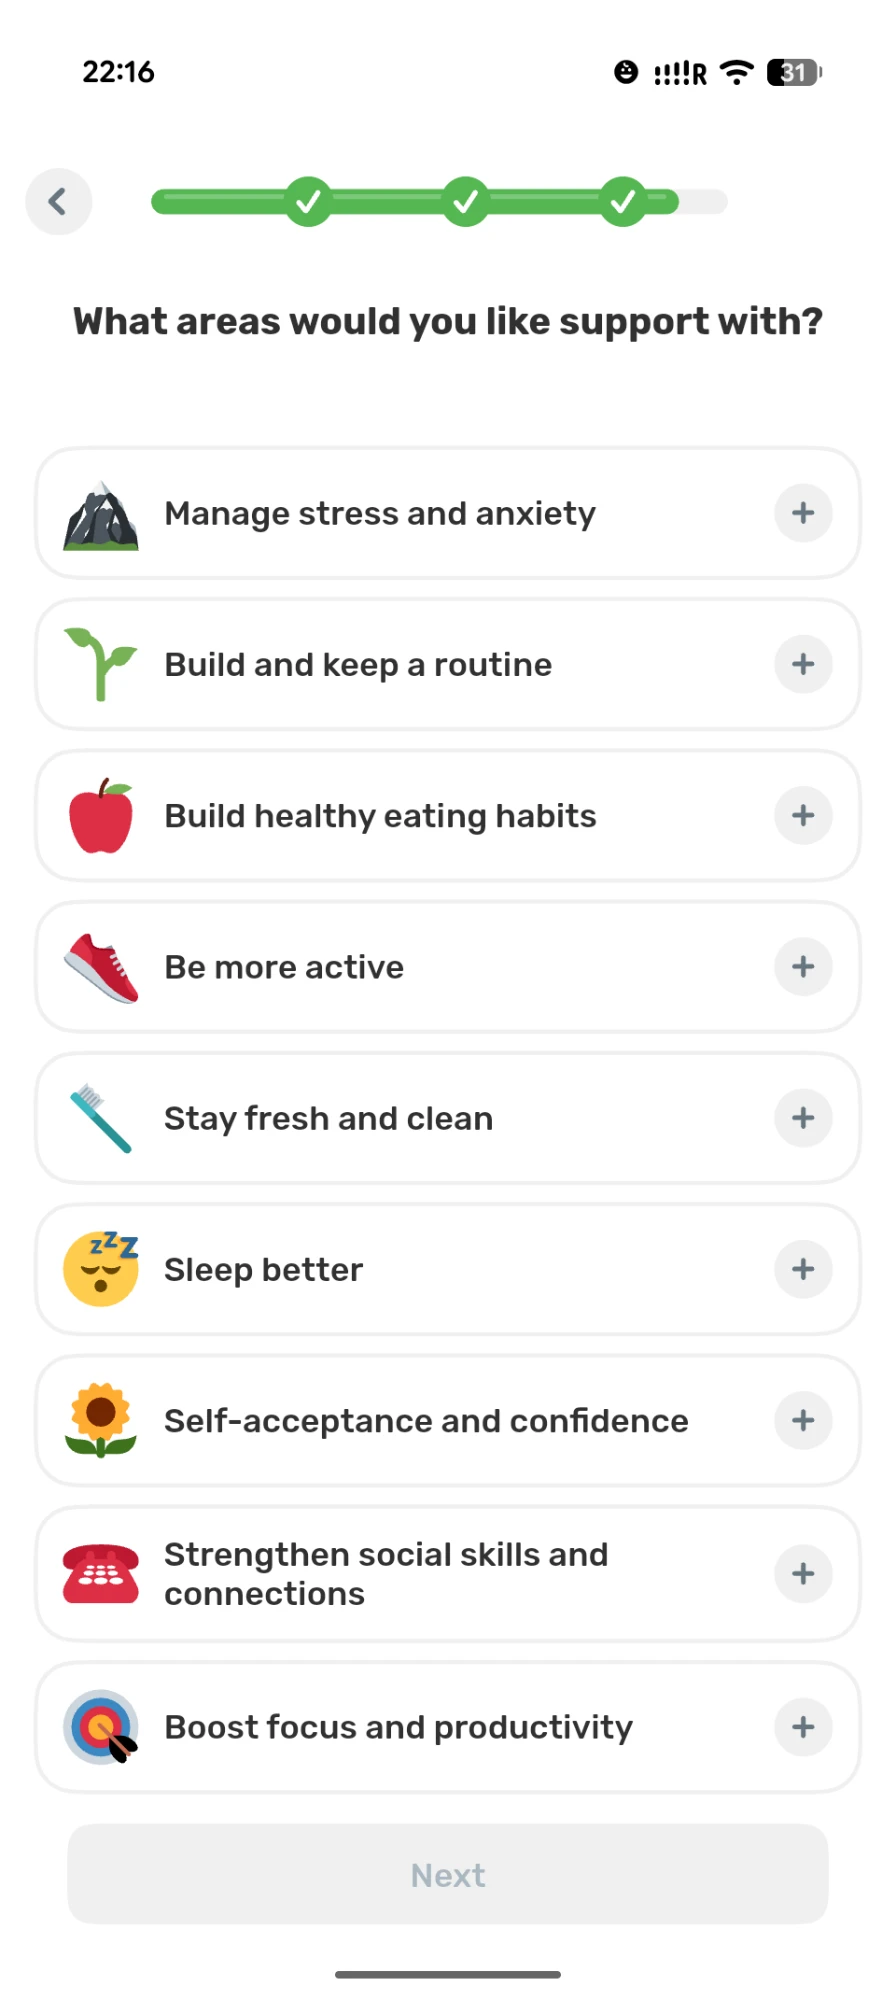 22:16
R
31
What areas would you like support with?
Manage stress and anxiety
Build and keep a routine
Build healthy eating habits
Be more active
Stay fresh and clean
zzz
Sleep better
Self-acceptance and confidence
Strengthen social skills and
connections
Boost focus and productivity
Next